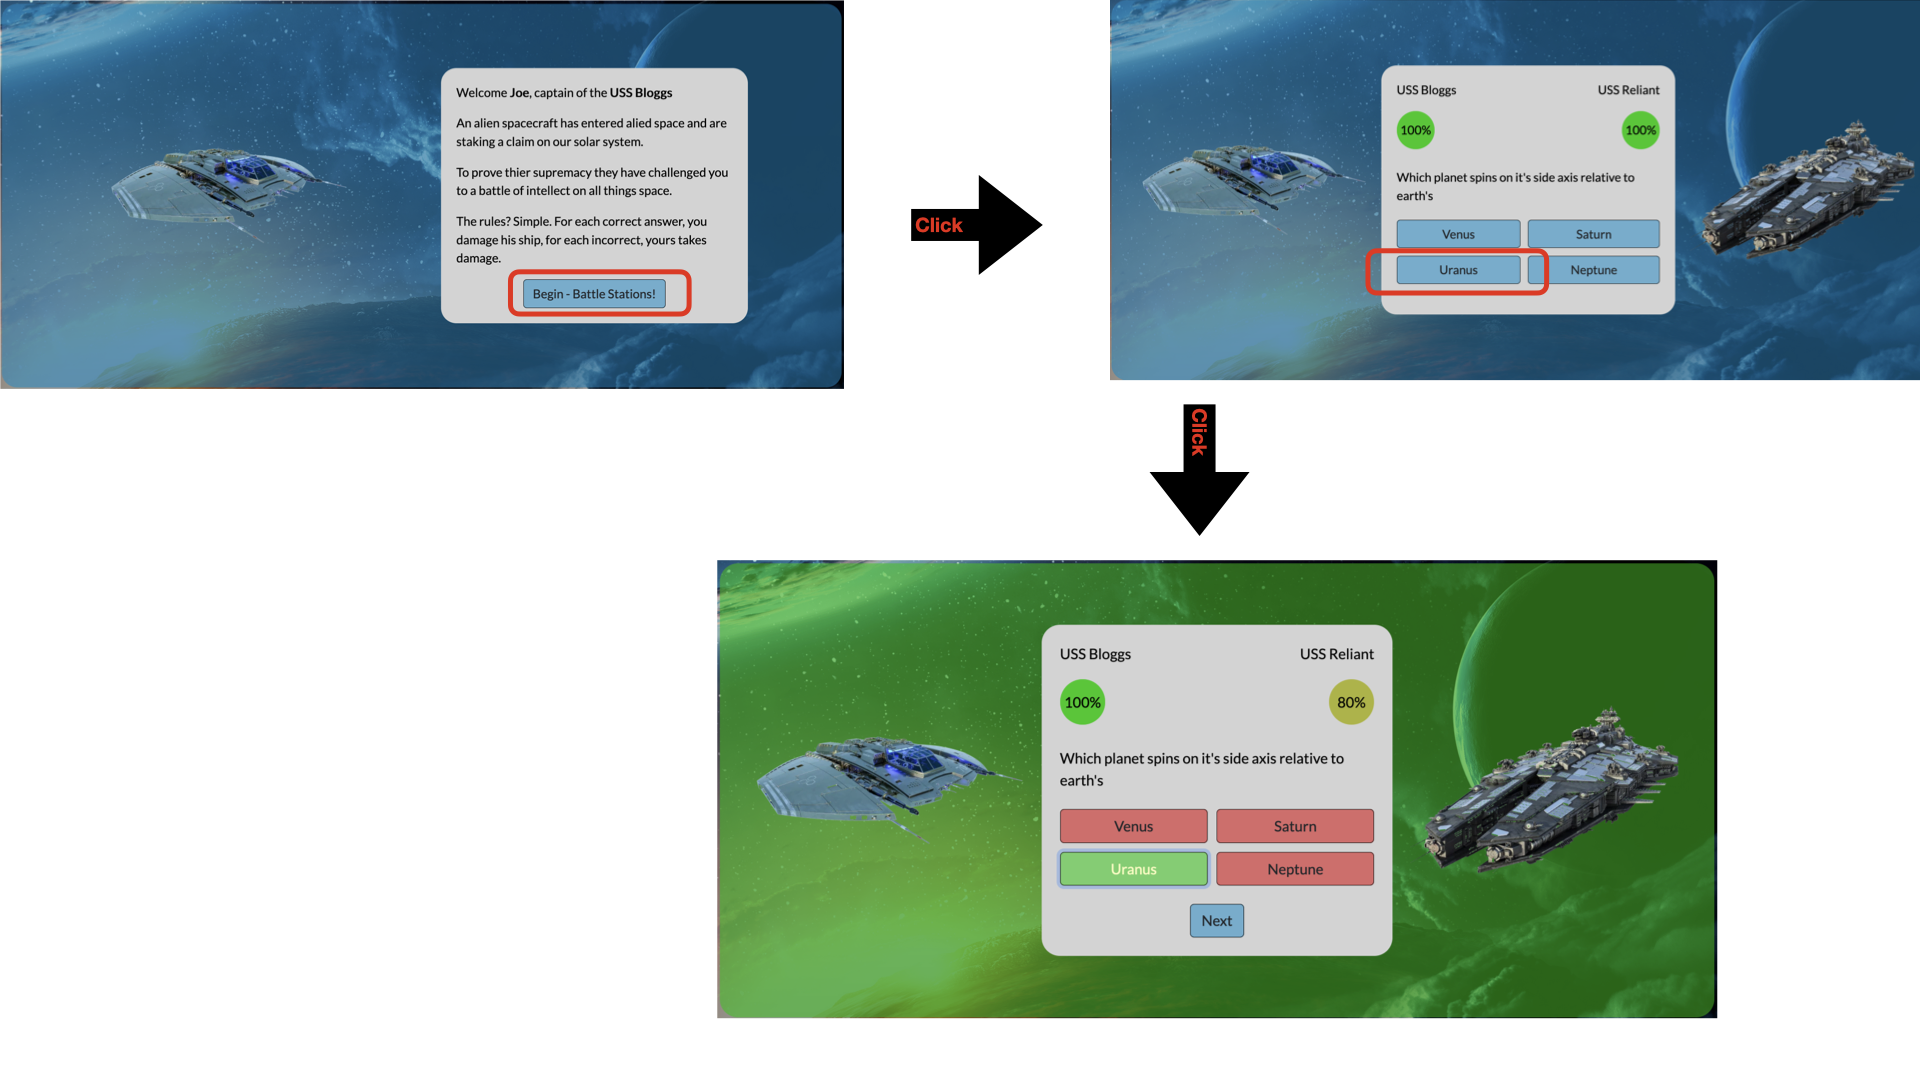 Welcome Joe, captain of the USS Bloggs
An alien spacecraft has entered alied space and are
staking a claim on our solar system.
To prove thier supremacy they have challenged you
to a battle of intellect on all things space.
The rules? Simple. For each correct answer, you
damage his ship, for each incorrect, yours takes
damage.
Begin - Battle Stations!
Click
USS Bloggs USS Reliant
100% 100%
Which planet spins on it's side axis relative to
earth's
Venus Saturn
Uranus Neptune
Click
USS Bloggs USS Reliant
100% 80%
Which planet spins on it's side axis relative to
earth's
Venus Saturn
Uranus Neptune
Next